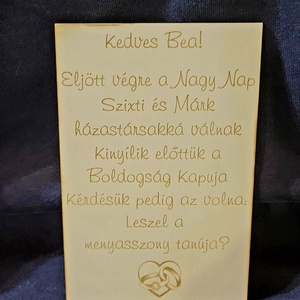 Kedves Bea!
Eljött végre a Nagy Nap
Szixti és Márk
házastársakká válnak
Kinyílik előttük a
Boldogság Kapuja
Kérdésük pedig az volna:
Leszel a
menyasszony tanúja?